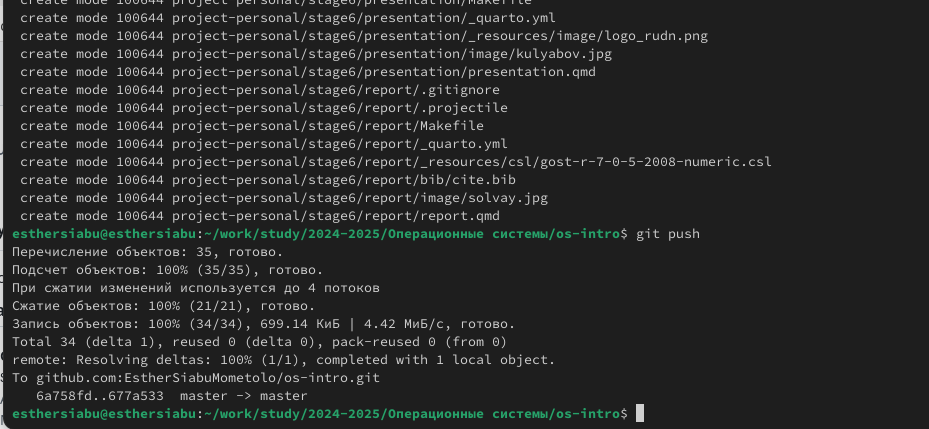 create mode 100644 project-personal/stage6/presentation/Makefile
create mode 100644 project-personal/stage6/presentation/_quarto.yml
create mode 100644 project-personal/stage6/presentation/_resources/image/logo_rudn.png
create mode 100644 project-personal/stage6/presentation/image/kulyabov.jpg
create mode 100644 project-personal/stage6/presentation/presentation.qmd
create mode 100644 project-personal/stage6/report/.gitignore
create mode 100644 project-personal/stage6/report/.projectile
create mode 100644 project-personal/stage6/report/Makefile
create mode 100644 project-personal/stage6/report/_quarto.yml
create mode 100644 project-personal/stage6/report/_resources/csl/gost-r-7-0-5-2008-numeric.csl
create mode 100644 project-personal/stage6/report/bib/cite.bib
create mode 100644 project-personal/stage6/report/image/solvay.jpg
create mode 100644 project-personal/stage6/report/report.qmd
esthersiabu@esthersiabu:~/work/study/2024-2025/Операционные системы/os-intro$ git push
Перечисление объектов: 35, готово.
Подсчет объектов: 100% (35/35), готово.
При сжатии изменений используется до 4 потоков
Сжатие объектов: 100% (21/21), готово.
Запись объектов: 100% (34/34), 699.14 КиБ | 4.42 МиБ/с, готово.
Total 34 (delta 1), reused 0 (delta 0), pack-reused 0 (from 0)
remote: Resolving deltas: 100% (1/1), completed with 1 local object.
To github.com:EstherSiabuMometolo/os-intro.git
6a758fd..677a533 master -> master
esthersiabu@esthersiabu:~/work/study/2024-2025/Операционные системы/os-intro$